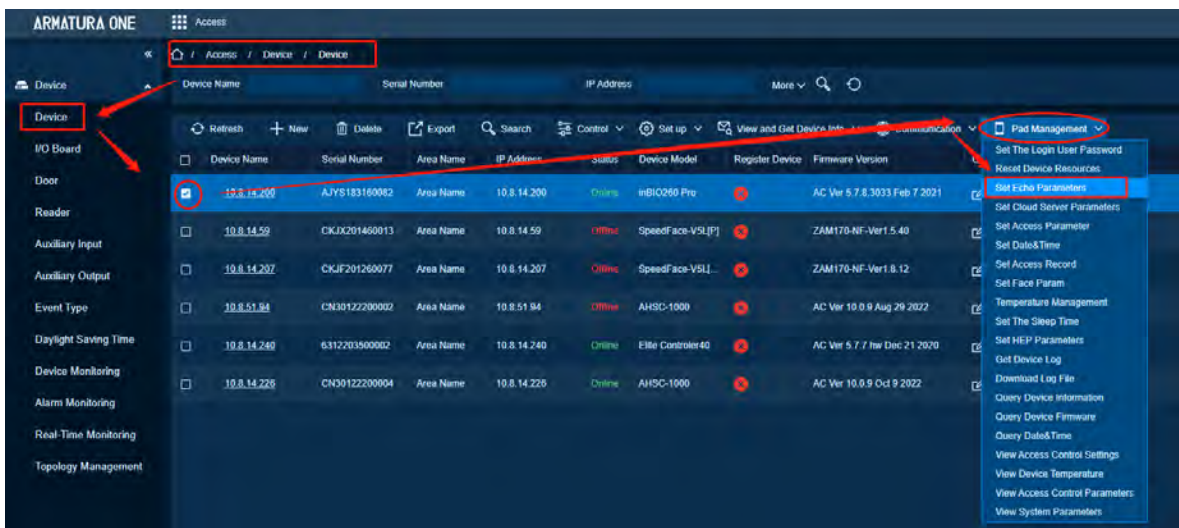 ARMATURA ONE
Access
« / Access / Device / Device
Device
Device Name Serial Number IP Address More
Device
Refresh New Delete Export Search Control Set up View and Get Device Info Communication Pad Management
I/O Board
Device Name Serial Number Area Name IP Address Status Device Model Register Device Firmware Version
Set The Login User Password
Reset Device Resources
Door
10.8.14.200 AJYS183160082 Area Name 10.8.14.200 Online inBIO260 Pro AC Ver 5.7.8.3033 Feb 7 2021
Set Echo Parameters
Reader
Set Cloud Server Parameters
Auxiliary Input
10.8.14.59 CKJX201460013 Area Name 10.8.14.59 Offline SpeedFace-V5L[P] ZAM170-NF-Ver1.5.40
Set Access Parameter
Set Date&Time
Auxiliary Output
10.8.14.207 CKJF201260077 Area Name 10.8.14.207 Offline SpeedFace-V5L[... ZAM170-NF-Ver1.8.12
Set Access Record
Set Face Param
Event Type
10.8.51.94 CN30122200002 Area Name 10.8.51.94 Offline AHSC-1000 AC Ver 10.0.9 Aug 29 2022
Temperature Management
Set The Sleep Time
Daylight Saving Time
10.8.14.240 6312203500002 Area Name 10.8.14.240 Online Elite Controler40 AC Ver 5.7.7 hw Dec 21 2020
Set HEP Parameters
Get Device Log
Device Monitoring
10.8.14.226 CN30122200004 Area Name 10.8.14.226 Online AHSC-1000 AC Ver 10.0.9 Oct 9 2022
Download Log File
Query Device Information
Alarm Monitoring
Query Device Firmware
Real-Time Monitoring
Query Date&Time
View Access Control Settings
Topology Management
View Device Temperature
View Access Control Parameters
View System Parameters